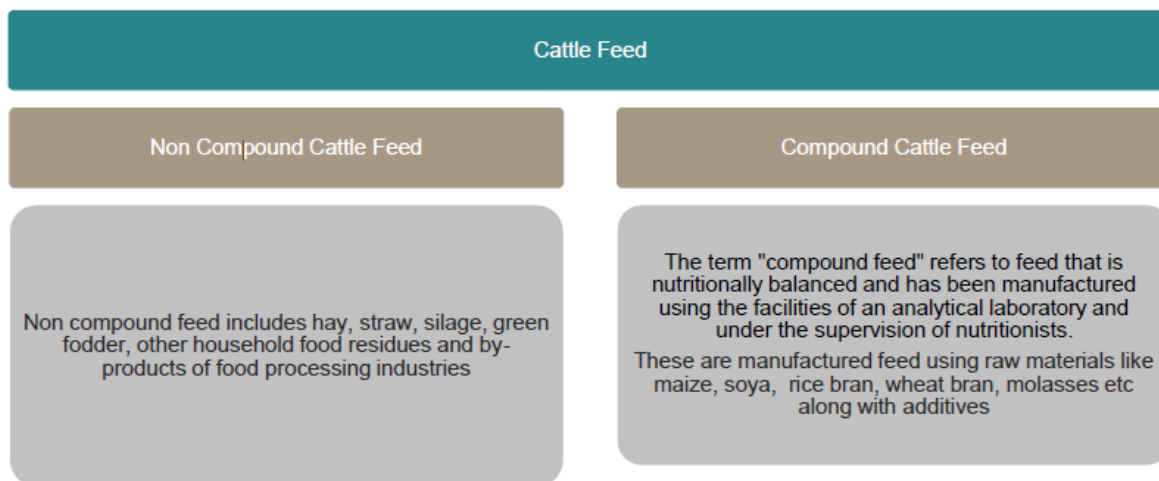 Cattle Feed
Non Compound Cattle Feed
Compound Cattle Feed
Non compound feed includes hay, straw, silage, green
fodder, other household food residues and by-
products of food processing industries
The term "compound feed" refers to feed that is
nutritionally balanced and has been manufactured
using the facilities of an analytical laboratory and
under the supervision of nutritionists.
These are manufactured feed using raw materials like
maize, soya,  rice bran, wheat bran, molasses etc
along with additives